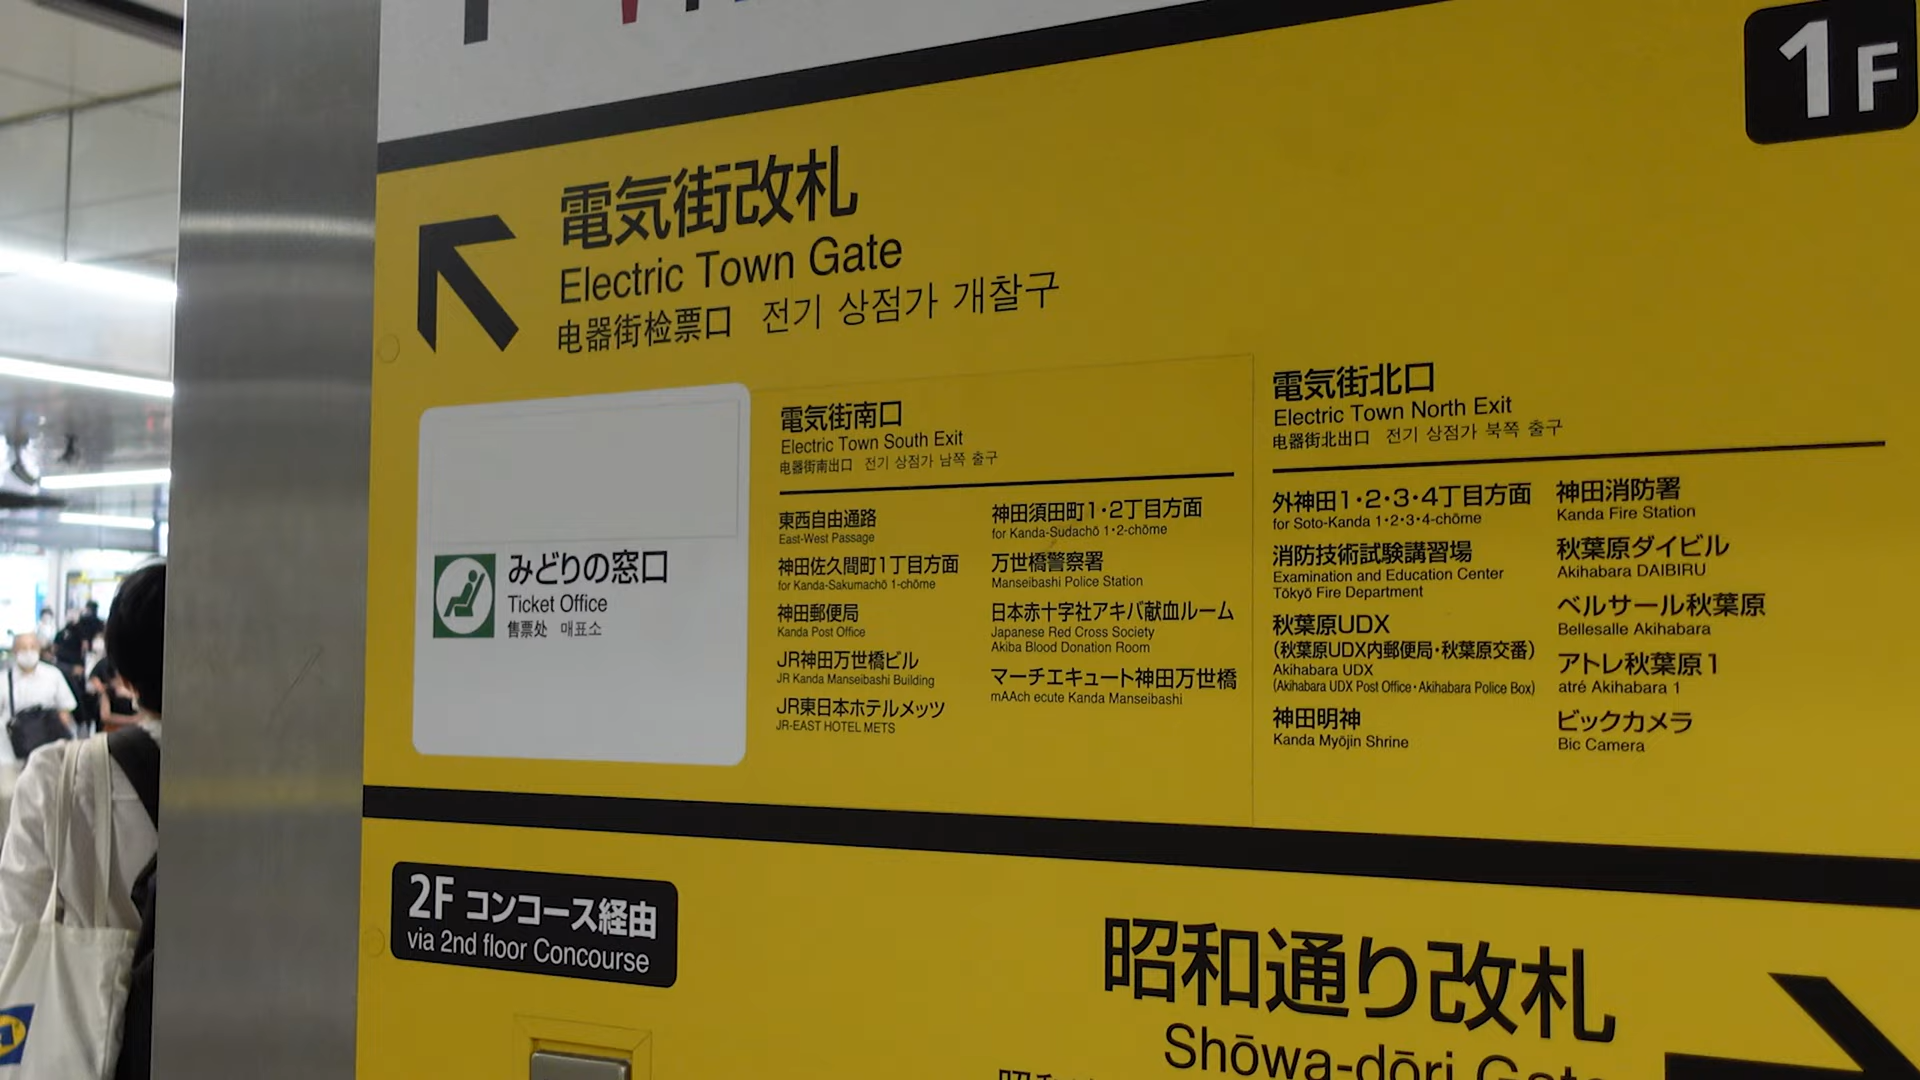 1F
電気街改札
Electric Town Gate
电器街检票口 전기 상점가 개찰구
みどりの窓口
Ticket Office
售票处 매표소
電気街南口
Electric Town South Exit
电器街南出口 전기 상점가 남쪽 출구
東西自由通路
East-West Passage
神田佐久間町1丁目方面
for Kanda-Sakumachō 1-chōme
神田郵便局
Kanda Post Office
JR神田万世橋ビル
JR Kanda Manseibashi Building
JR東日本ホテルメッツ
JR-EAST HOTEL METS
神田須田町1・2丁目方面
for Kanda-Sudachō 1・2-chōme
万世橋警察署
Manseibashi Police Station
日本赤十字社アキバ献血ルーム
Japanese Red Cross Society
Akiba Blood Donation Room
マーチエキュート神田万世橋
mAAch ecute Kanda Manseibashi
電気街北口
Electric Town North Exit
电器街北出口 전기 상점가 북쪽 출구
外神田1・2・3・4丁目方面
for Soto-Kanda 1・2・3・4-chōme
消防技術試験講習場
Examination and Education Center
Tōkyō Fire Department
秋葉原UDX
(秋葉原UDX内郵便局・秋葉原交番)
Akihabara UDX
(Akihabara UDX Post Office・Akihabara Police Box)
神田明神
Kanda Myōjin Shrine
神田消防署
Kanda Fire Station
秋葉原ダイビル
Akihabara DAIBIRU
ベルサール秋葉原
Bellesalle Akihabara
アトレ秋葉原1
atré Akihabara 1
ビックカメラ
Bic Camera
2F コンコース経由
via 2nd floor Concourse
昭和通り改札
Shōwa-dōri Gate